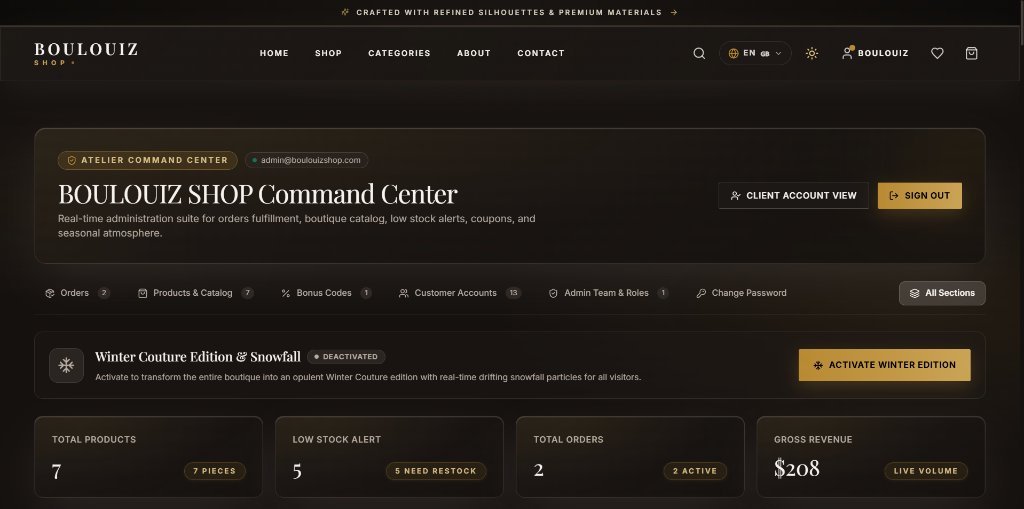 CRAFTED WITH REFINED SILHOUETTES & PREMIUM MATERIALS →
BOULOUIZ
SHOP
HOME SHOP CATEGORIES ABOUT CONTACT
EN GB
BOULOUIZ
ATELIER COMMAND CENTER
admin@boulouizshop.com
BOULOUIZ SHOP Command Center
Real-time administration suite for orders fulfillment, boutique catalog, low stock alerts, coupons, and
seasonal atmosphere.
CLIENT ACCOUNT VIEW
SIGN OUT
Orders 2
Products & Catalog 7
Bonus Codes 1
Customer Accounts 13
Admin Team & Roles 1
Change Password
All Sections
Winter Couture Edition & Snowfall
DEACTIVATED
Activate to transform the entire boutique into an opulent Winter Couture edition with real-time drifting snowfall particles for all visitors.
ACTIVATE WINTER EDITION
TOTAL PRODUCTS
7
7 PIECES
LOW STOCK ALERT
5
5 NEED RESTOCK
TOTAL ORDERS
2
2 ACTIVE
GROSS REVENUE
$208
LIVE VOLUME